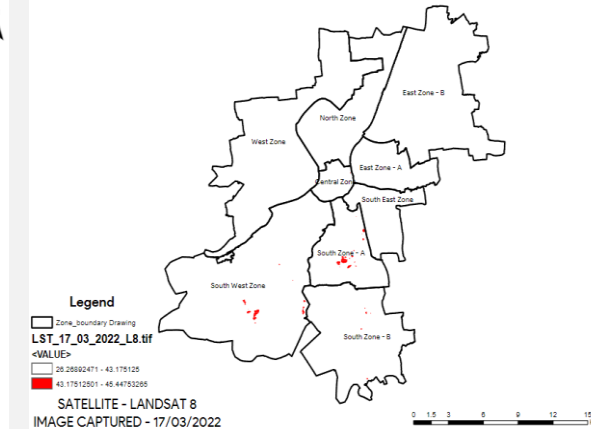 East Zone - B
North Zone
West Zone
East Zone - A
Central Zone
South East Zone
South Zone - A
South West Zone
South Zone - B
Legend
Zone_boundary Drawing
LST_17_03_2022_L8.tif
<VALUE>
26.26892471 - 43.175125
43.17512501 - 45.44753265
SATELLITE - LANDSAT 8
IMAGE CAPTURED - 17/03/2022
0 1.5 3 6 9 12 15